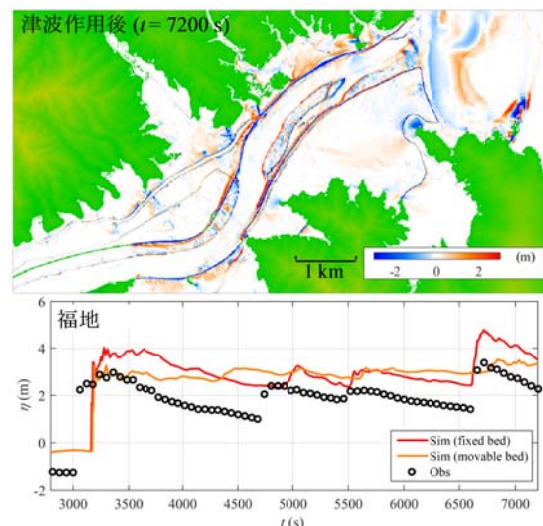 津波作用後 (t = 7200 s)
(m)
-2 0 2
1 km
福地
η (m)
6
4
2
0
-2
Sim (fixed bed)
Sim (movable bed)
Obs
3000 3500 4000 4500 5000 5500 6000 6500 7000
t (s)